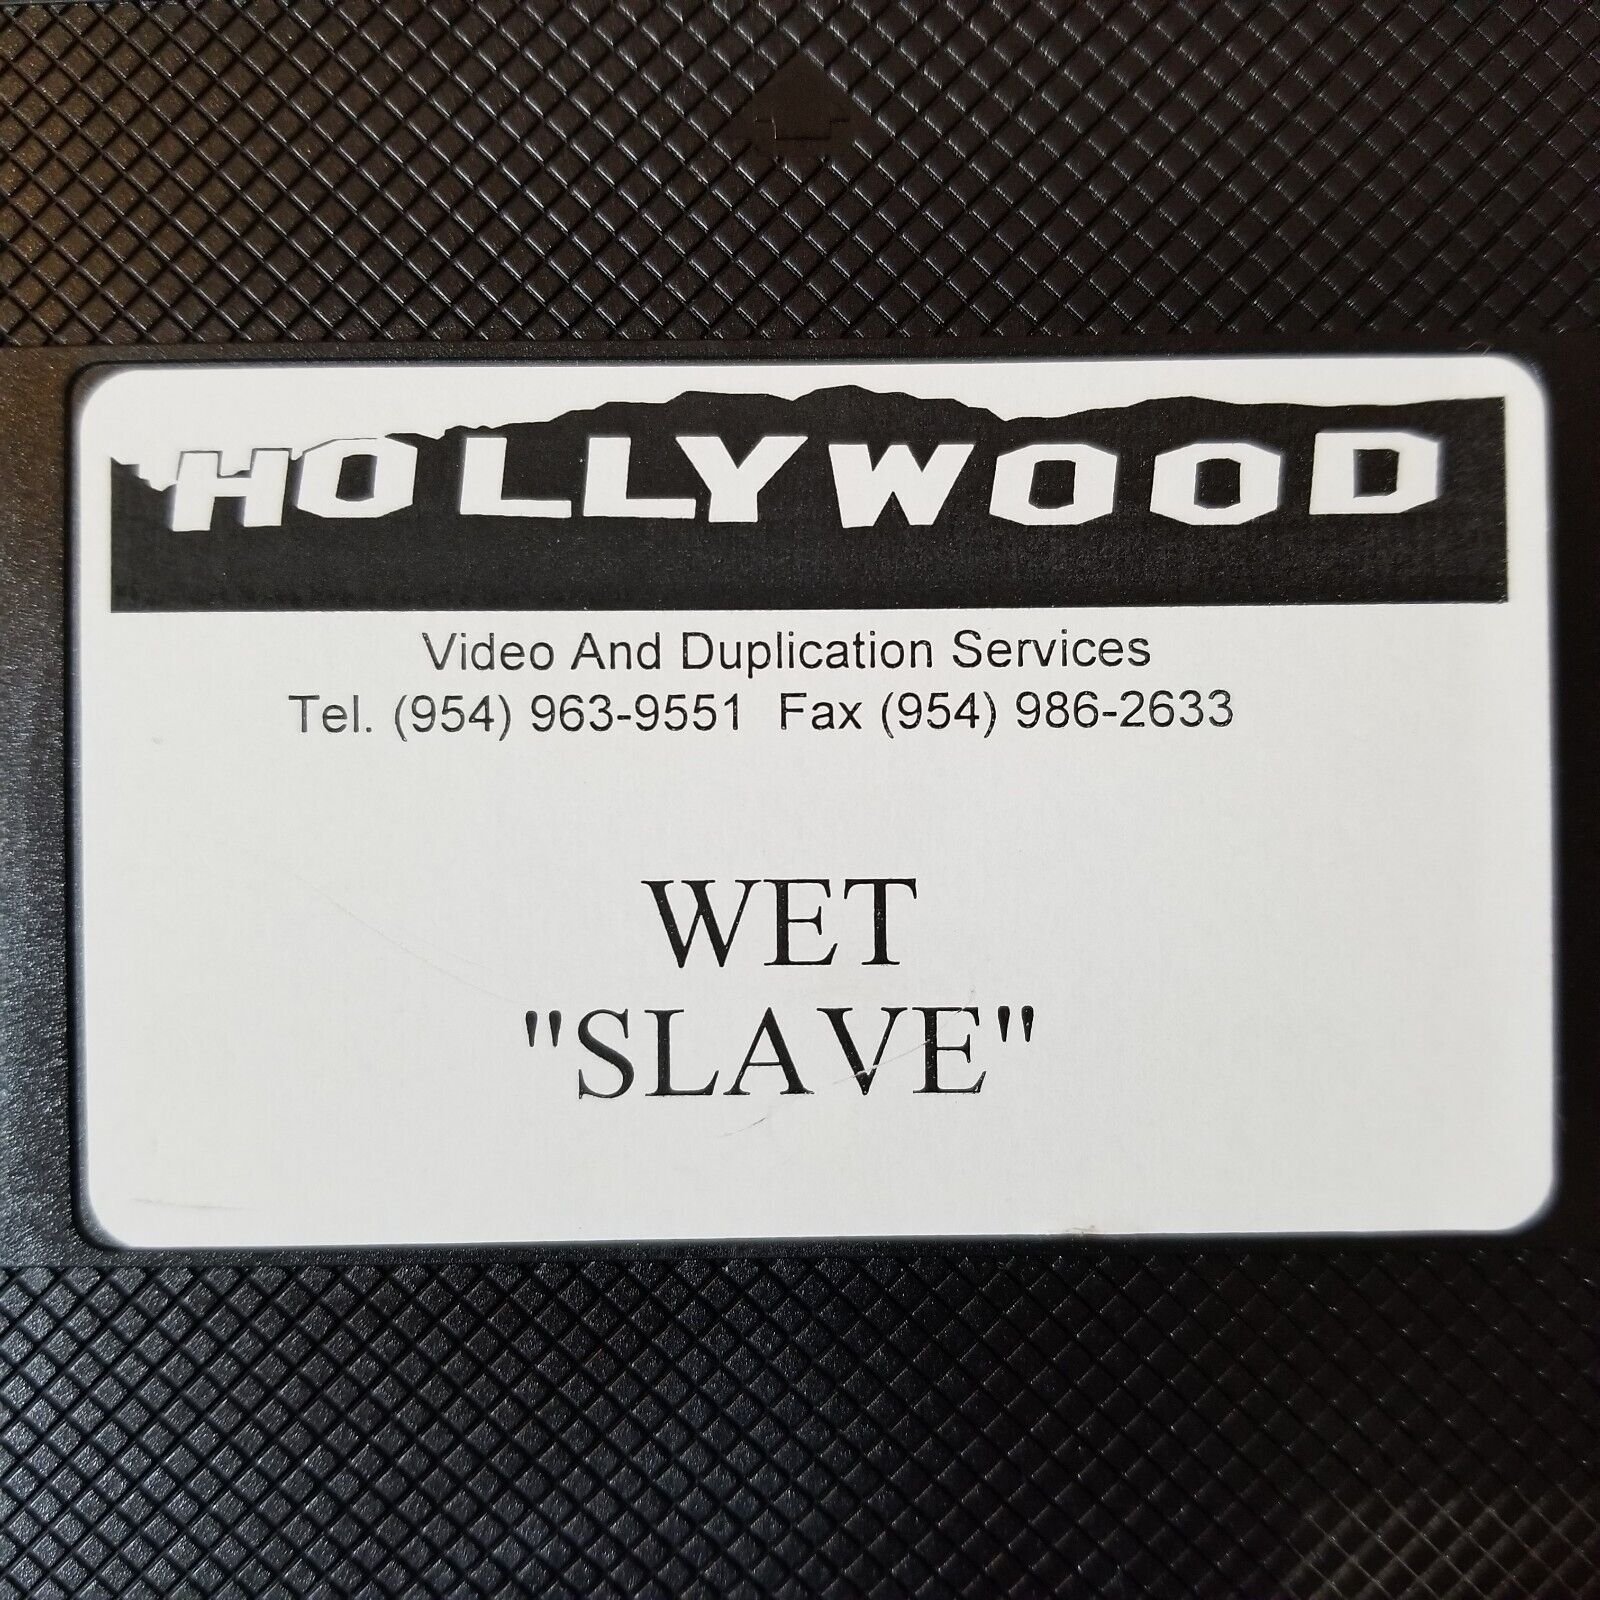 HOLLYWOOD
Video And Duplication Services
Tel. (954) 963-9551 Fax (954) 986-2633
WET
"SLAVE"